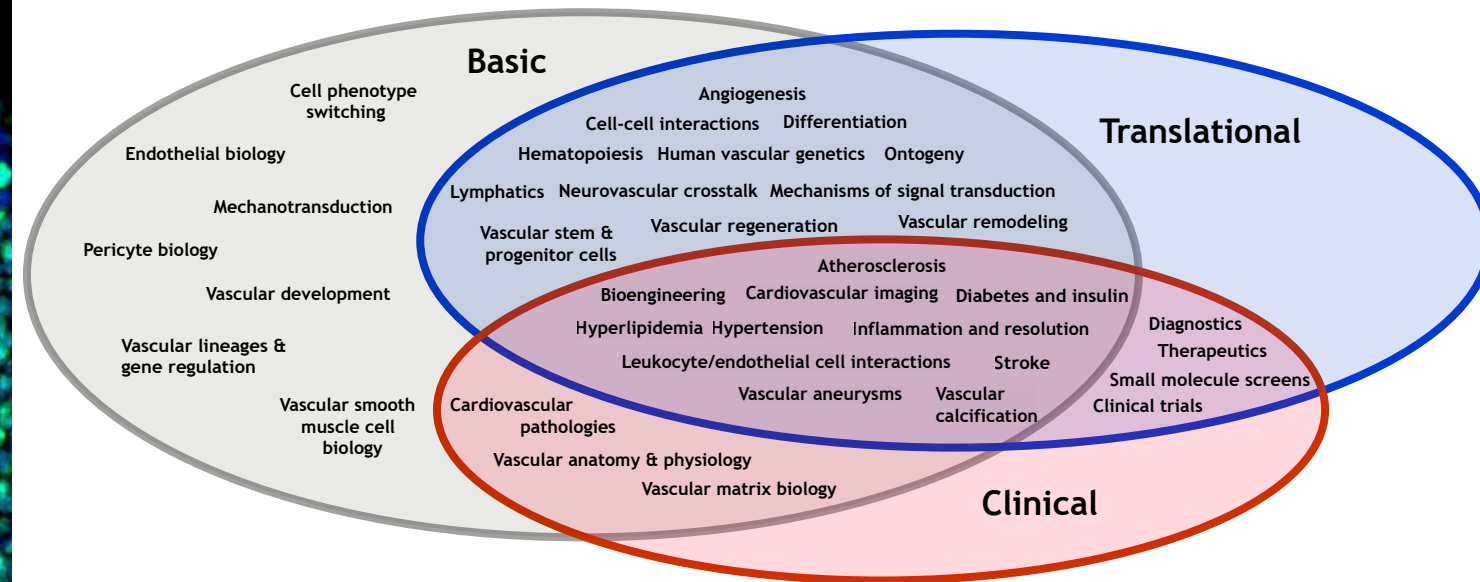 Basic
Cell phenotype
switching
Endothelial biology
Mechanotransduction
Pericyte biology
Vascular development
Vascular lineages &
gene regulation
Vascular smooth
muscle cell
biology
Angiogenesis
Cell-cell interactions
Differentiation
Hematopoiesis
Human vascular genetics
Ontogeny
Lymphatics
Neurovascular crosstalk
Mechanisms of signal transduction
Vascular stem &
progenitor cells
Vascular regeneration
Vascular remodeling
Translational
Atherosclerosis
Bioengineering
Cardiovascular imaging
Diabetes and insulin
Hyperlipidemia
Hypertension
Inflammation and resolution
Leukocyte/endothelial cell interactions
Stroke
Vascular aneurysms
Vascular
calcification
Diagnostics
Therapeutics
Small molecule screens
Clinical trials
Cardiovascular
pathologies
Vascular anatomy & physiology
Vascular matrix biology
Clinical